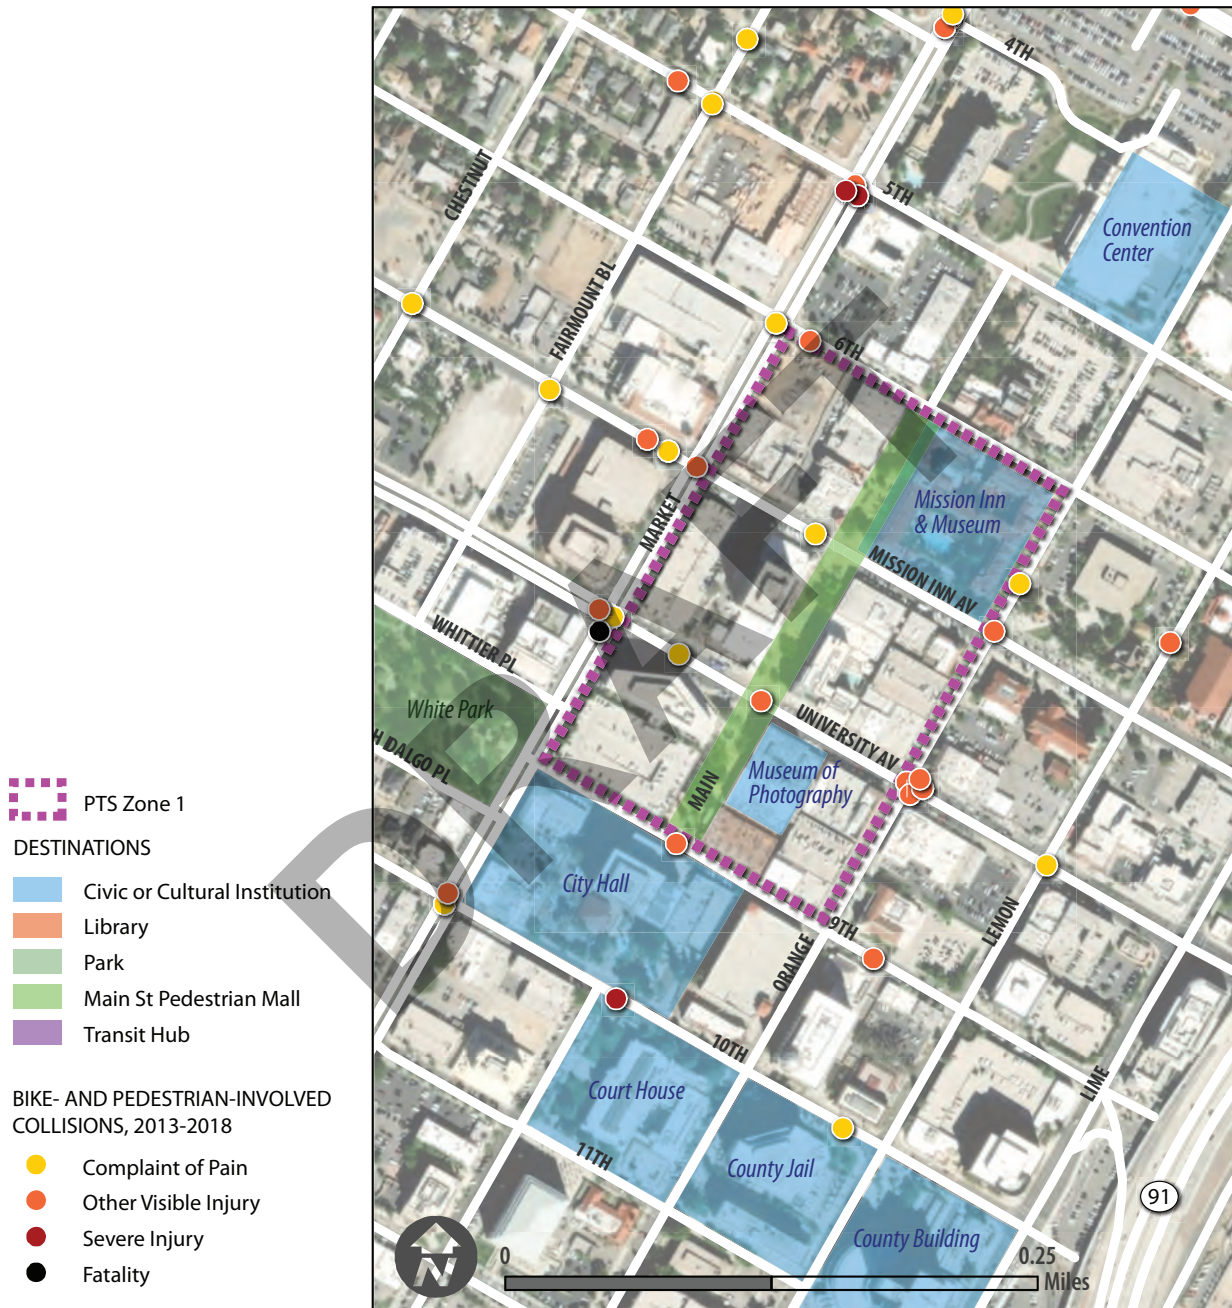 4TH
5TH
CHESTNUT
Convention
Center
FAIRMOUNT BL
6TH
Mission Inn
& Museum
MARKET
MISSION INN AV
WHITTIER PL
White Park
H DALGO PL
UNIVERSITY AV
MAIN
Museum of
Photography
City Hall
9TH
ORANGE
LEMON
10TH
Court House
LIME
11TH
County Jail
91
County Building
N
0
0.25
Miles
DRAFT
PTS Zone 1
DESTINATIONS
Civic or Cultural Institution
Library
Park
Main St Pedestrian Mall
Transit Hub
BIKE- AND PEDESTRIAN-INVOLVED
COLLISIONS, 2013-2018
Complaint of Pain
Other Visible Injury
Severe Injury
Fatality